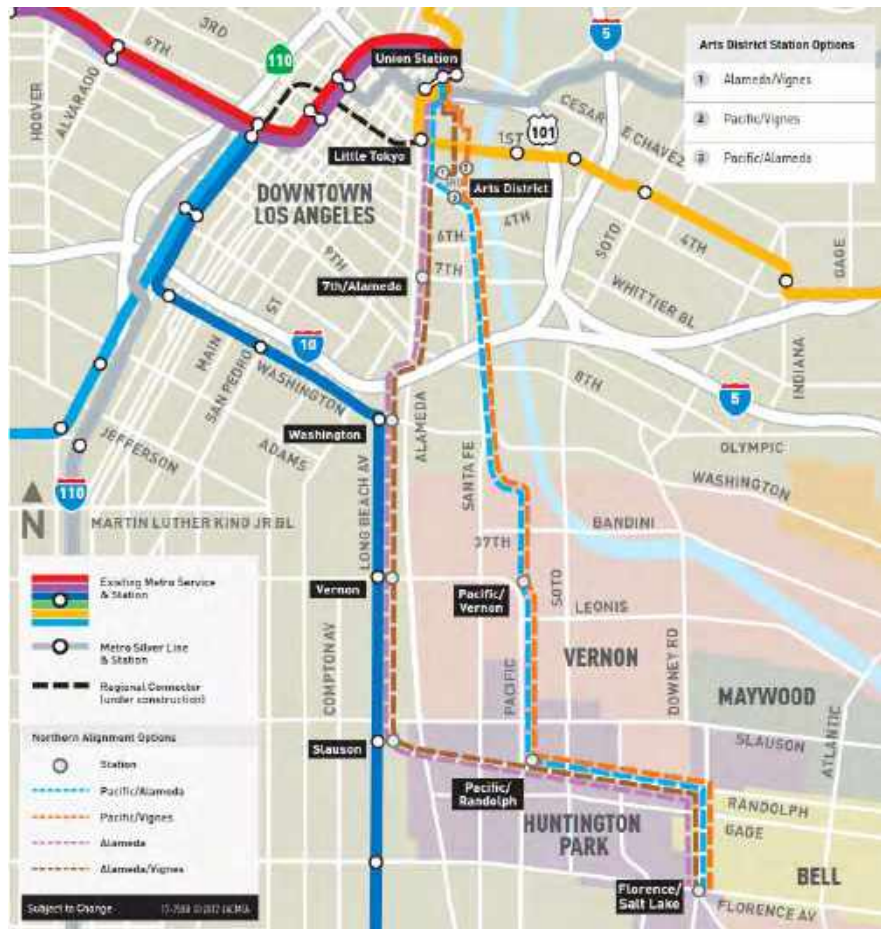 3RD
6TH
110
Union Station
5
HOOVER
ALVARADO
Arts District Station Options
1 Alameda/Vignes
2 Pacific/Vignes
3 Pacific/Alameda
CESAR
E CHAVEZ
101
1ST
Little Tokyo
DOWNTOWN
LOS ANGELES
Arts District
4TH
6TH
7TH
9TH
SOTO
4TH
GAGE
7th/Alameda
WHITTIER BL
MAIN
SAN PEDRO
10
WASHINGTON
8TH
INDIANA
5
Washington
ALAMEDA
JEFFERSON
ADAMS
OLYMPIC
WASHINGTON
110
N
MARTIN LUTHER KING JR BL
LONG BEACH AV
SANTA FE
BANDINI
37TH
Existing Metro Service
& Station
Vernon
Pacific/
Vernon
SOTO
LEONIS
Metro Silver Line
& Station
COMPTON AV
VERNON
DOWNEY RD
MAYWOOD
Regional Connector
(under construction)
PACIFIC
ATLANTIC
Northern Alignment Options
Slauson
SLAUSON
Station
Pacific/Alameda
Pacific/
Randolph
RANDOLPH
Pacific/Vignes
HUNTINGTON
PARK
GAGE
Alameda
Alameda/Vignes
BELL
Florence/
Salt Lake
FLORENCE AV
Subject to Change